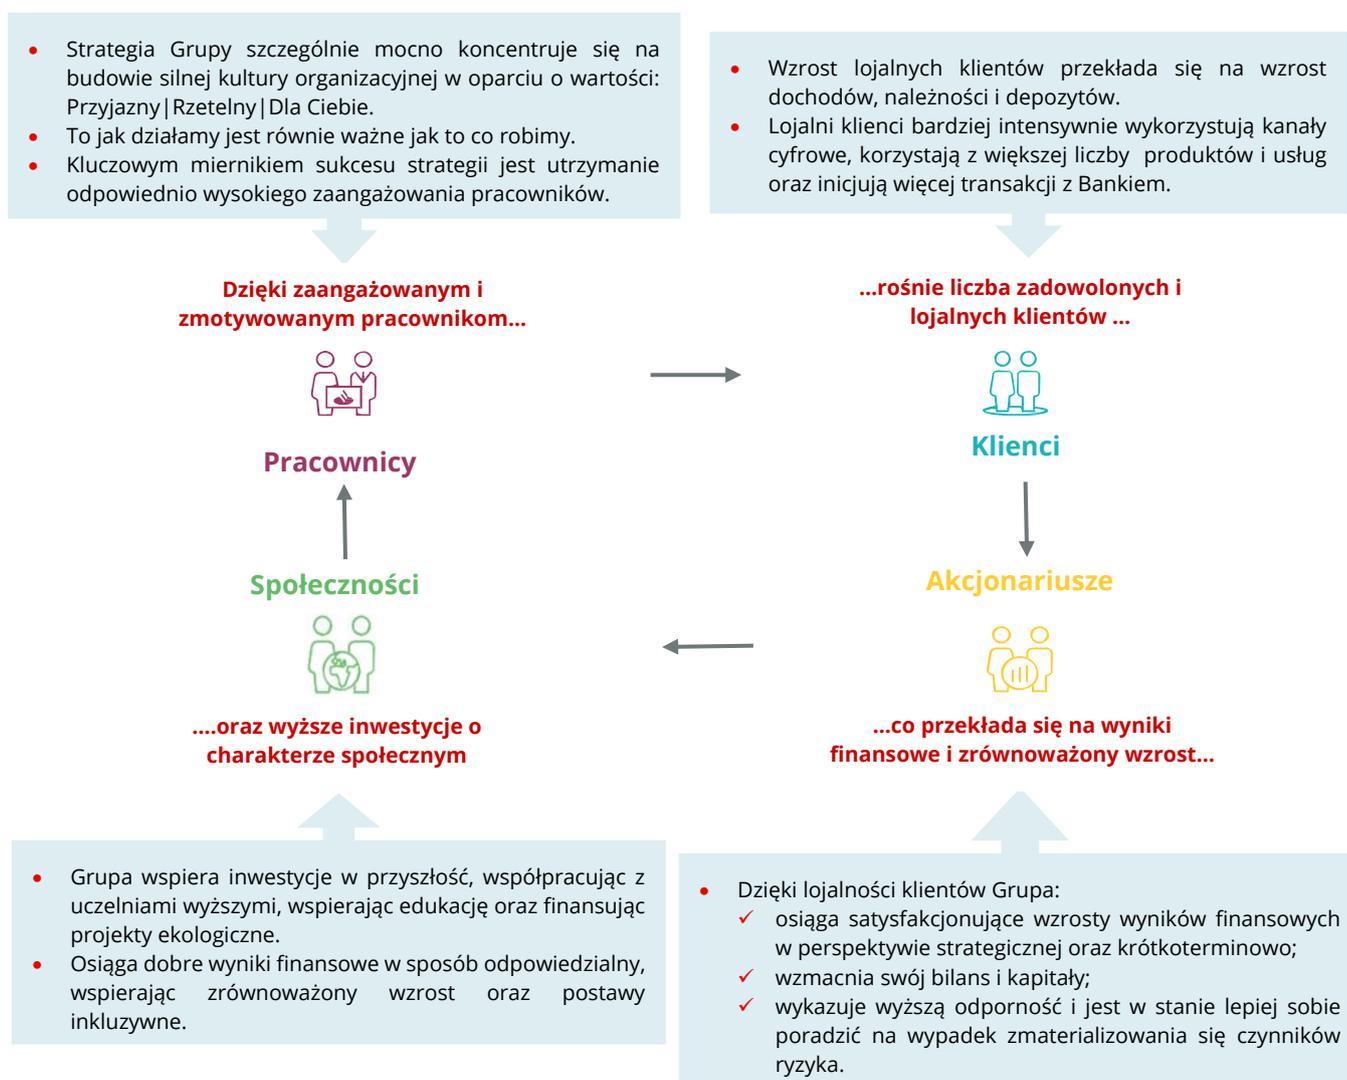 Strategia Grupy szczególnie mocno koncentruje się na
budowie silnej kultury organizacyjnej w oparciu o wartości:
Przyjazny|Rzetelny|Dla Ciebie.
To jak działamy jest równie ważne jak to co robimy.
Kluczowym miernikiem sukcesu strategii jest utrzymanie
odpowiednio wysokiego zaangażowania pracowników.
Wzrost lojalnych klientów przekłada się na wzrost
dochodów, należności i depozytów.
Lojalni klienci bardziej intensywnie wykorzystują kanały
cyfrowe, korzystają z większej liczby produktów i usług
oraz inicjują więcej transakcji z Bankiem.
Dzięki zaangażowanym i
zmotywowanym pracownikom...
...rośnie liczba zadowolonych i
lojalnych klientów ...
Pracownicy
Klienci
Społeczności
Akcjonariusze
....oraz wyższe inwestycje o
charakterze społecznym
...co przekłada się na wyniki
finansowe i zrównoważony wzrost...
Grupa wspiera inwestycje w przyszłość, współpracując z
uczelniami wyższymi, wspierając edukację oraz finansując
projekty ekologiczne.
Osiąga dobre wyniki finansowe w sposób odpowiedzialny,
wspierając zrównoważony wzrost oraz postawy
inkluzywne.
Dzięki lojalności klientów Grupa:
osiąga satysfakcjonujące wzrosty wyników finansowych
w perspektywie strategicznej oraz krótkoterminowo;
wzmacnia swój bilans i kapitały;
wykazuje wyższą odporność i jest w stanie lepiej sobie
poradzić na wypadek zmaterializowania się czynników
ryzyka.